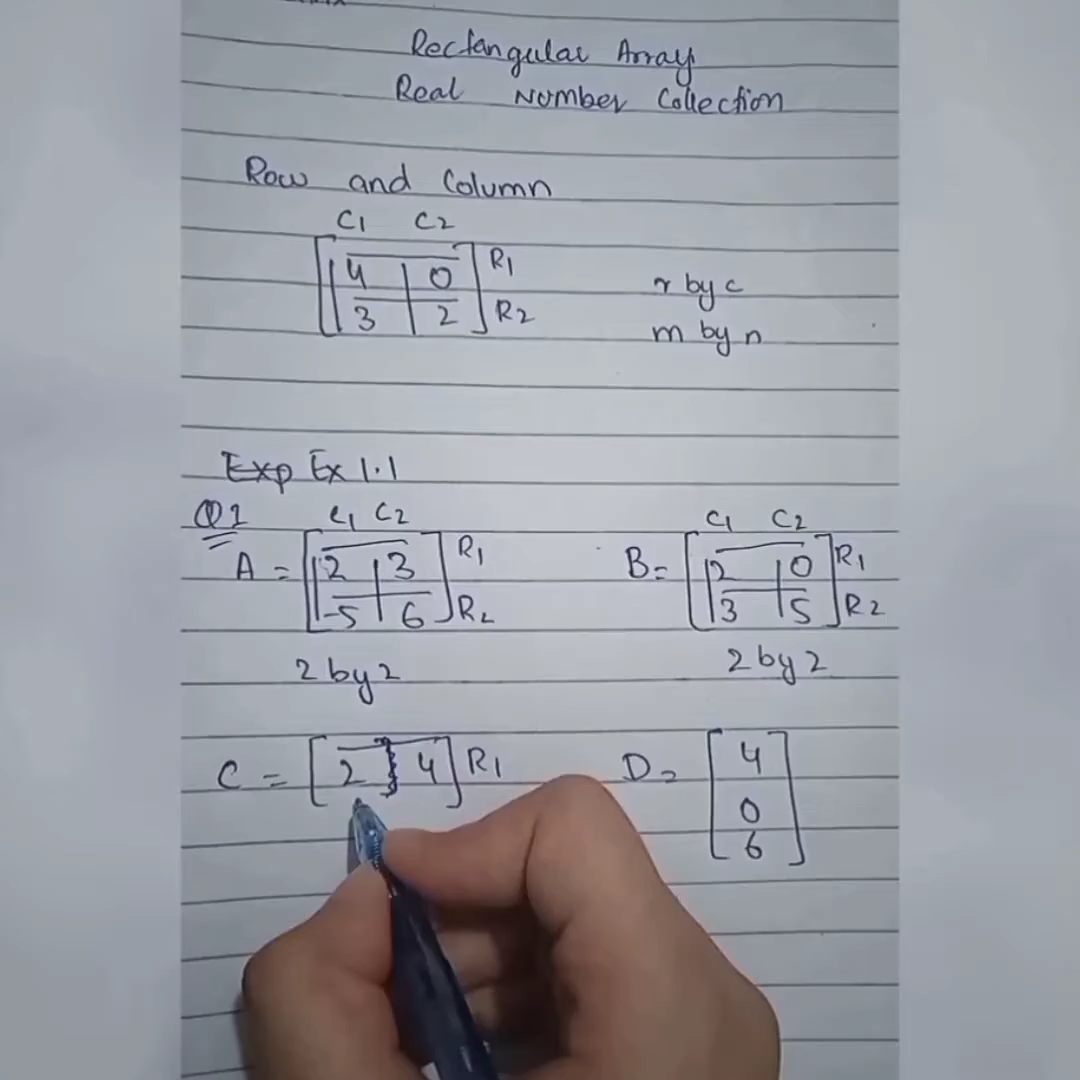 Rectangular Array
Real Number Collection
Row and Column
C1 C2
4 0 R1
3 2 R2
r by c
m by n
Exp Ex 1.1
Q1
C1 C2
A = [2 3 R1
-5 6] R2
2 by 2
C1 C2
B = [2 0 R1
3 5] R2
2 by 2
C = [2 4] R1
D = [4
0
6]